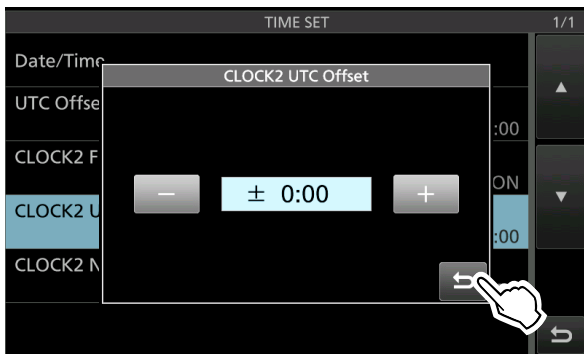 TIME SET 1/1
Date/Time
CLOCK2 UTC Offset
UTC Offse
:00
CLOCK2 F
ON
− ± 0:00 +
CLOCK2 U
:00
CLOCK2 N